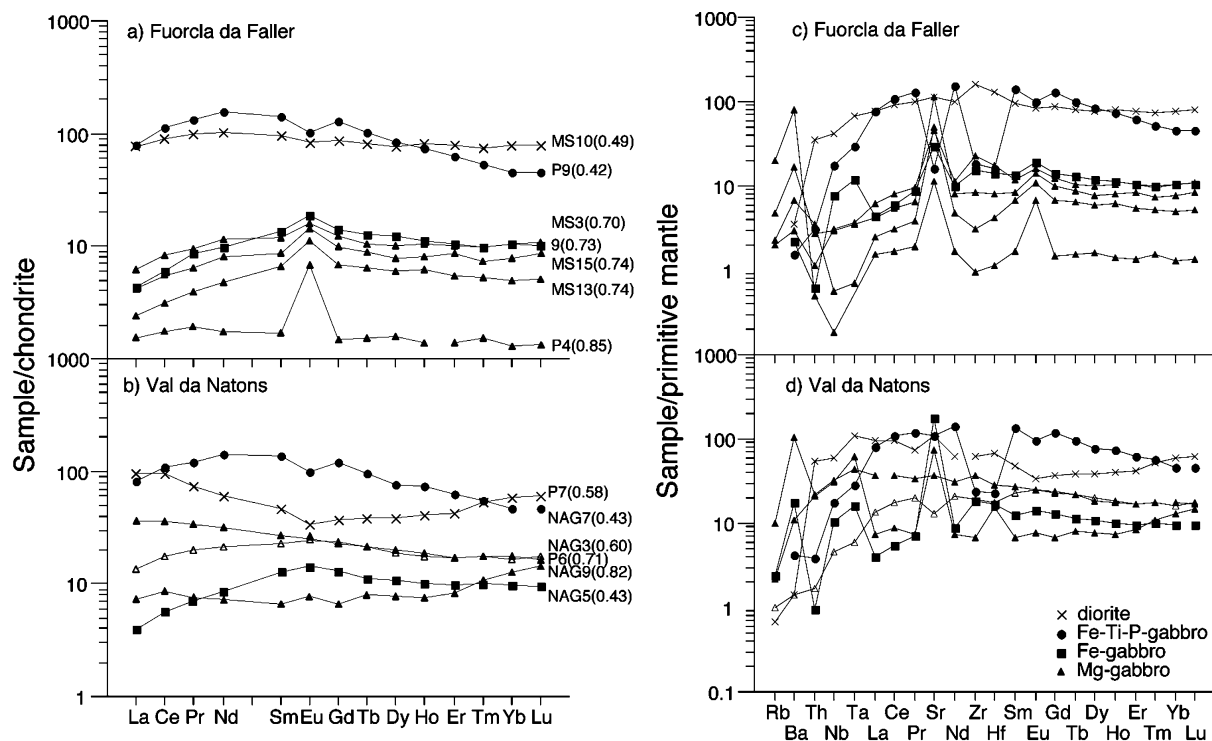 Sample/chondrite
1000
100
10
1000
100
10
1
a) Fuorcla da Faller
MS10(0.49)
P9(0.42)
MS3(0.70)
9(0.73)
MS15(0.74)
MS13(0.74)
P4(0.85)
b) Val da Natons
P7(0.58)
NAG7(0.43)
NAG3(0.60)
P6(0.71)
NAG9(0.82)
NAG5(0.43)
La Ce Pr Nd Sm Eu Gd Tb Dy Ho Er Tm Yb Lu
Sample/primitive mantle
1000
100
10
1
1000
100
10
1
0.1
c) Fuorcla da Faller
d) Val da Natons
diorite
Fe-Ti-P-gabbro
Fe-gabbro
Mg-gabbro
Rb Th Ta Ce Sr Zr Sm Gd Dy Er Yb
Ba Nb La Pr Nd Hf Eu Tb Ho Tm Lu